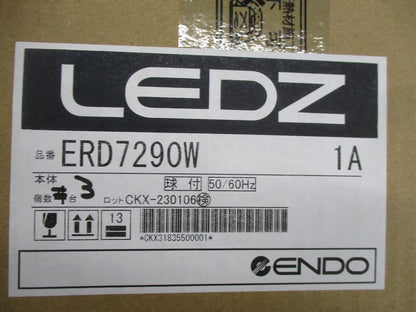 LEDZ
品番 ERD7290W 1A
本体 球付 50/60Hz
個数 台 3 ロット CKX-230106 検
13
*CKX31835500001*
ENDO